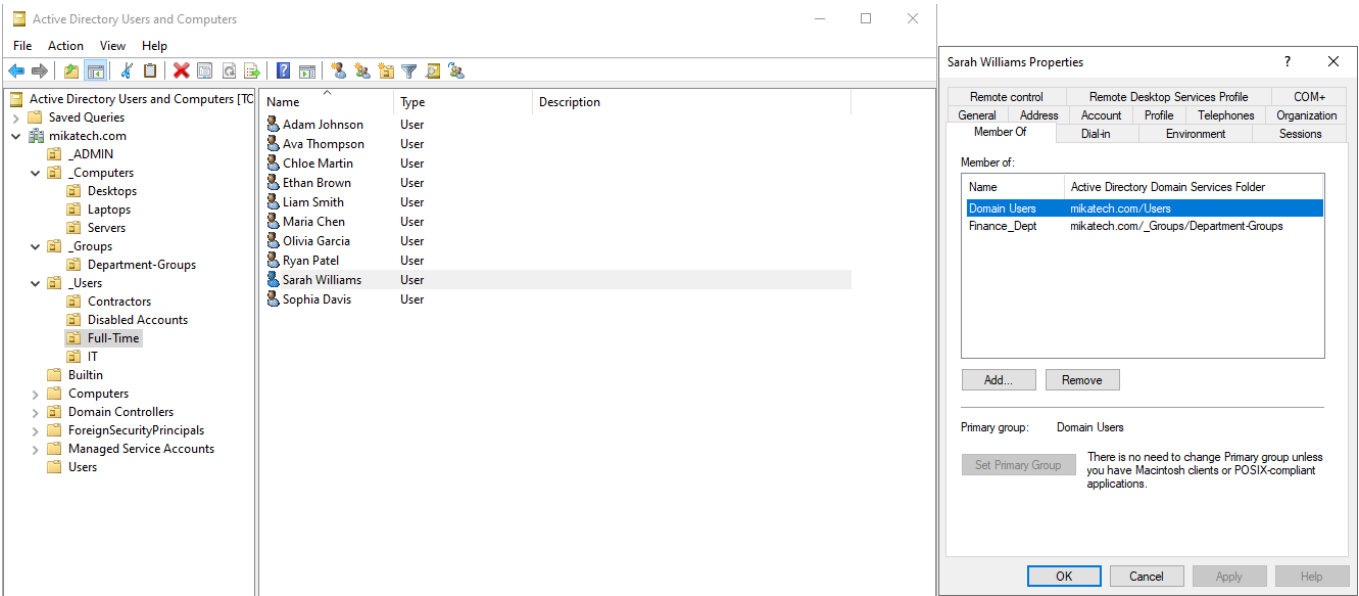 Active Directory Users and Computers
File Action View Help
Active Directory Users and Computers [TC
Saved Queries
mikatech.com
_ADMIN
_Computers
Desktops
Laptops
Servers
_Groups
Department-Groups
_Users
Contractors
Disabled Accounts
Full-Time
IT
Builtin
Computers
Domain Controllers
ForeignSecurityPrincipals
Managed Service Accounts
Users
Name Type Description
Adam Johnson User
Ava Thompson User
Chloe Martin User
Ethan Brown User
Liam Smith User
Maria Chen User
Olivia Garcia User
Ryan Patel User
Sarah Williams User
Sophia Davis User
Sarah Williams Properties
Remote control Remote Desktop Services Profile COM+
General Address Account Profile Telephones Organization
Member Of Dial-in Environment Sessions
Member of:
Name Active Directory Domain Services Folder
Domain Users mikatech.com/Users
Finance_Dept mikatech.com/_Groups/Department-Groups
Add... Remove
Primary group: Domain Users
Set Primary Group
There is no need to change Primary group unless
you have Macintosh clients or POSIX-compliant
applications.
OK Cancel Apply Help